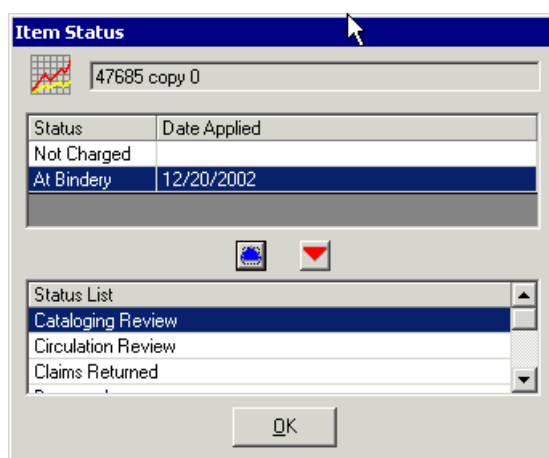 Item Status
47685 copy 0
Status Date Applied
Not Charged
At Bindery 12/20/2002
Status List
Cataloging Review
Circulation Review
Claims Returned
OK